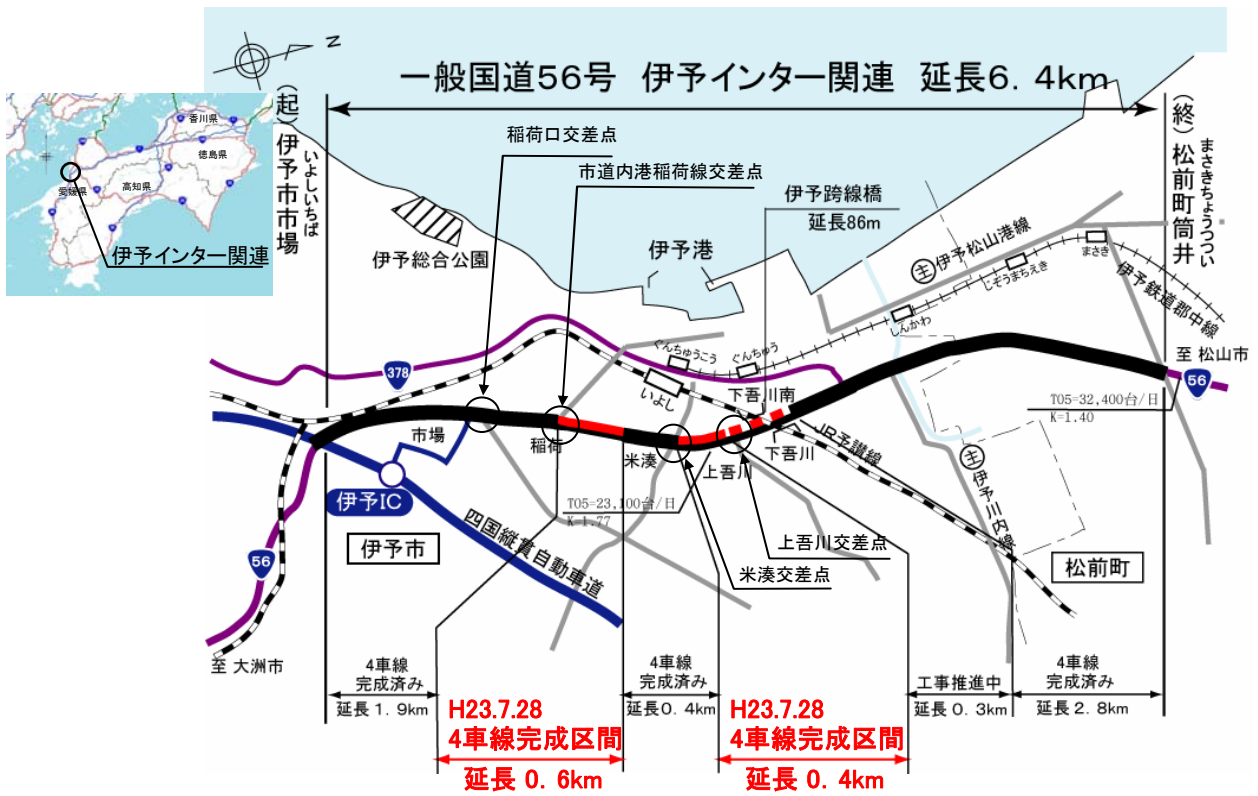 N
一般国道56号 伊予インター関連 延長6.4km
(起)伊予市市場
いよしいちば
(終)松前町筒井
まさきちょうつつい
香川県
徳島県
愛媛県
高知県
伊予インター関連
稲荷口交差点
市道内港稲荷線交差点
伊予跨線橋
延長86m
伊予総合公園
伊予港
主
伊予松山港線
まさき
じぞうまちえき
しんかわ
伊予鉄道郡中線
ぐんちゅうこう
ぐんちゅう
至 松山市
56
378
いよし
下吾川南
T05=32,400台/日
K=1.40
市場
稲荷
米湊
上吾川
下吾川
JR予讃線
主
伊予川内線
伊予IC
T05=23,100台/日
K=1.77
四国縦貫自動車道
伊予市
上吾川交差点
米湊交差点
松前町
56
至 大洲市
4車線
完成済み
延長1.9km
H23.7.28
4車線完成区間
延長 0.6km
4車線
完成済み
延長0.4km
H23.7.28
4車線完成区間
延長 0.4km
工事推進中
延長 0.3km
4車線
完成済み
延長 2.8km